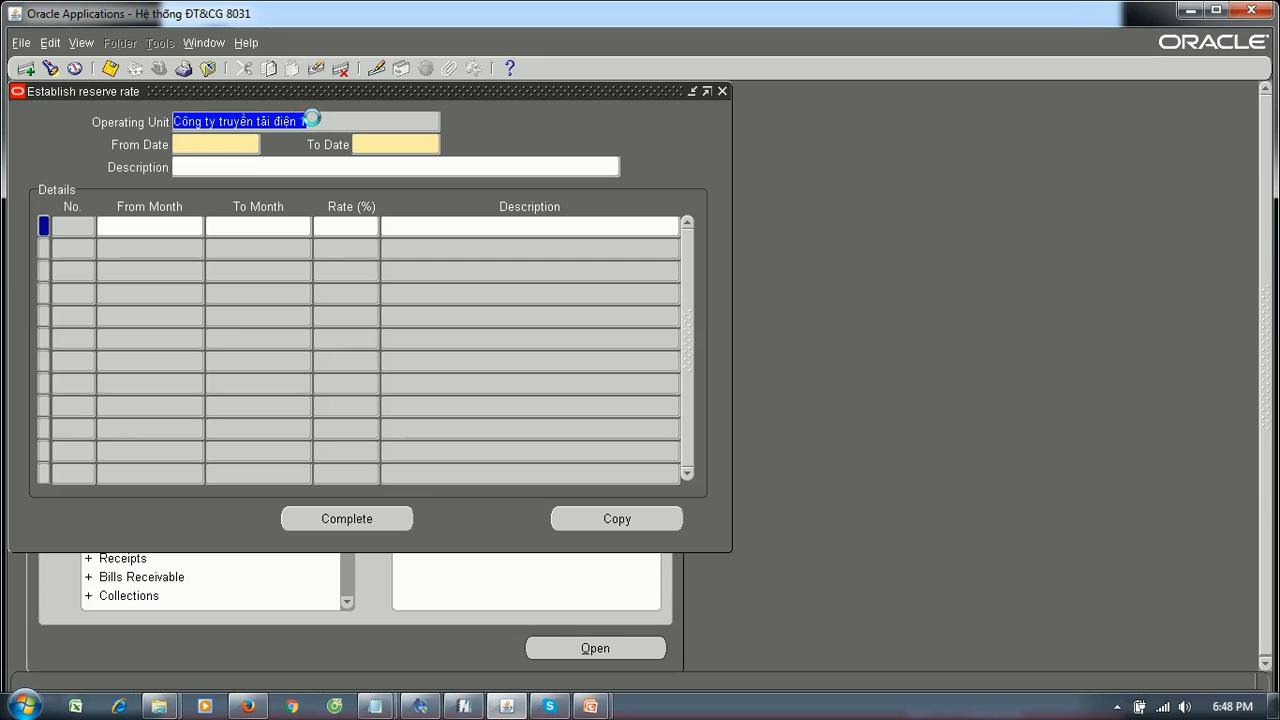 Oracle Applications - Hệ thống ĐT&CG 8031
File Edit View Folder Tools Window Help
ORACLE
Establish reserve rate
Operating Unit Công ty truyền tải điện
From Date To Date
Description
Details
No. From Month To Month Rate (%) Description
Complete Copy
+ Receipts
+ Bills Receivable
+ Collections
Open
6:48 PM